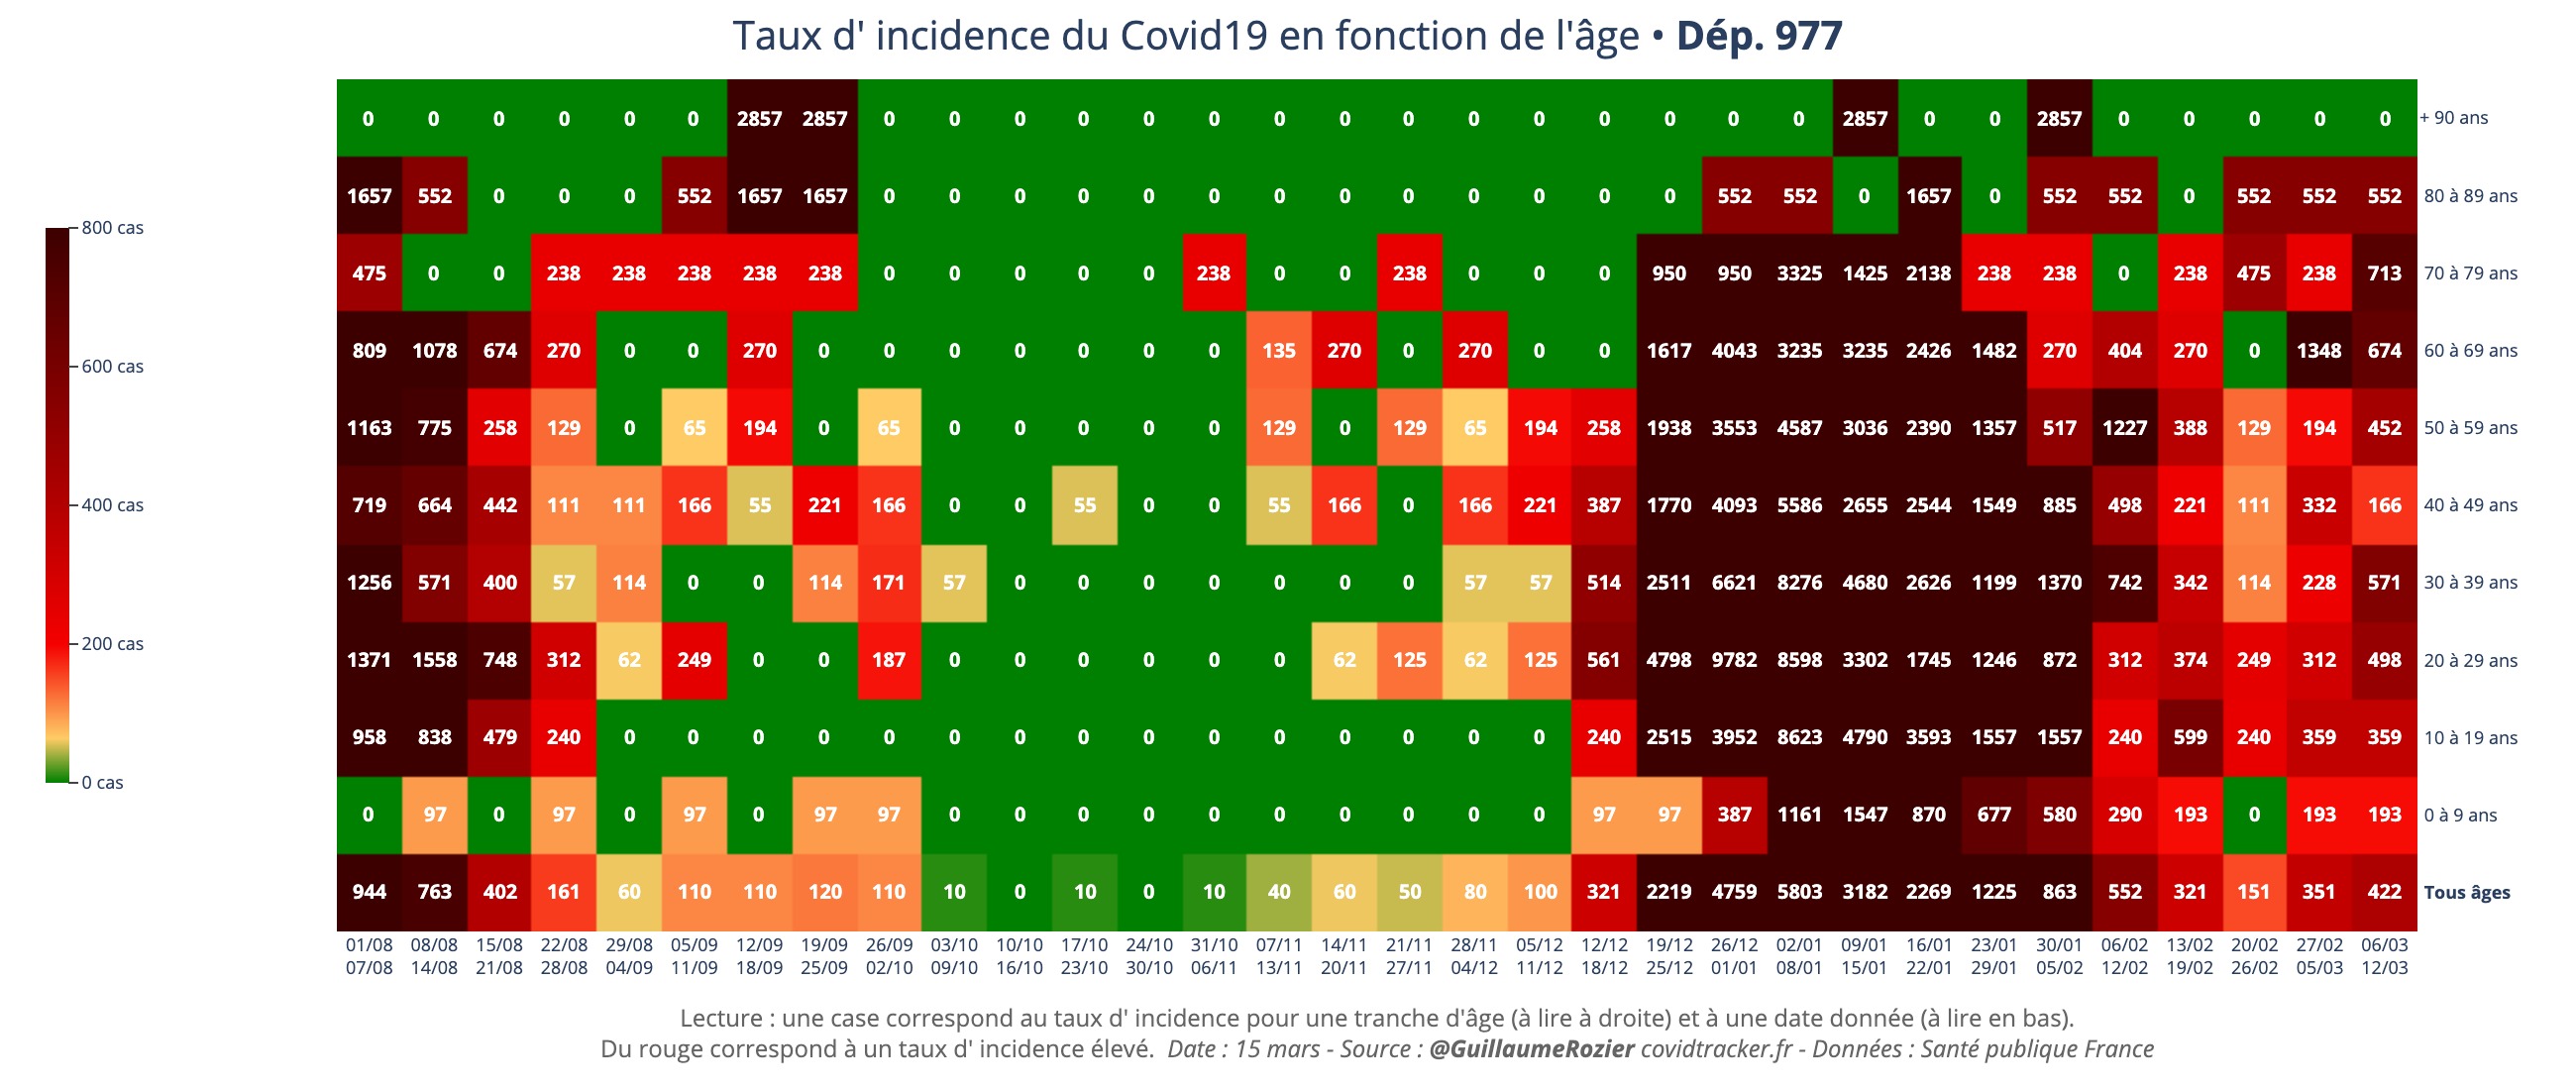 Taux d' incidence du Covid19 en fonction de l'âge • Dép. 977
0 0 0 0 0 0 2857 2857 0 0 0 0 0 0 0 0 0 0 0 0 0 0 0 2857 0 0 2857 0 0 0 0 0 + 90 ans
1657 552 0 0 0 552 1657 1657 0 0 0 0 0 0 0 0 0 0 0 0 0 552 552 0 1657 0 552 552 0 552 552 552 80 à 89 ans
800 cas
475 0 0 238 238 238 238 238 0 0 0 0 0 238 0 0 238 0 0 0 950 950 3325 1425 2138 238 238 0 238 475 238 713 70 à 79 ans
809 1078 674 270 0 0 270 0 0 0 0 0 0 0 135 270 0 270 0 0 1617 4043 3235 3235 2426 1482 270 404 270 0 1348 674 60 à 69 ans
600 cas
1163 775 258 129 0 65 194 0 65 0 0 0 0 0 129 0 129 65 194 258 1938 3553 4587 3036 2390 1357 517 1227 388 129 194 452 50 à 59 ans
400 cas
719 664 442 111 111 166 55 221 166 0 0 55 0 0 55 166 0 166 221 387 1770 4093 5586 2655 2544 1549 885 498 221 111 332 166 40 à 49 ans
1256 571 400 57 114 0 0 114 171 57 0 0 0 0 0 0 0 57 57 514 2511 6621 8276 4680 2626 1199 1370 742 342 114 228 571 30 à 39 ans
200 cas
1371 1558 748 312 62 249 0 0 187 0 0 0 0 0 0 62 125 62 125 561 4798 9782 8598 3302 1745 1246 872 312 374 249 312 498 20 à 29 ans
958 838 479 240 0 0 0 0 0 0 0 0 0 0 0 0 0 0 0 240 2515 3952 8623 4790 3593 1557 1557 240 599 240 359 359 10 à 19 ans
0 cas
0 97 0 97 0 97 0 97 97 0 0 0 0 0 0 0 0 0 0 97 97 387 1161 1547 870 677 580 290 193 0 193 193 0 à 9 ans
944 763 402 161 60 110 110 120 110 10 0 10 0 10 40 60 50 80 100 321 2219 4759 5803 3182 2269 1225 863 552 321 151 351 422 Tous âges
01/08 08/08 15/08 22/08 29/08 05/09 12/09 19/09 26/09 03/10 10/10 17/10 24/10 31/10 07/11 14/11 21/11 28/11 05/12 12/12 19/12 26/12 02/01 09/01 16/01 23/01 30/01 06/02 13/02 20/02 27/02 06/03
07/08 14/08 21/08 28/08 04/09 11/09 18/09 25/09 02/10 09/10 16/10 23/10 30/10 06/11 13/11 20/11 27/11 04/12 11/12 18/12 25/12 01/01 08/01 15/01 22/01 29/01 05/02 12/02 19/02 26/02 05/03 12/03
Lecture : une case correspond au taux d' incidence pour une tranche d'âge (à lire à droite) et à une date donnée (à lire en bas).
Du rouge correspond à un taux d' incidence élevé. Date : 15 mars - Source : @GuillaumeRozier covidtracker.fr - Données : Santé publique France